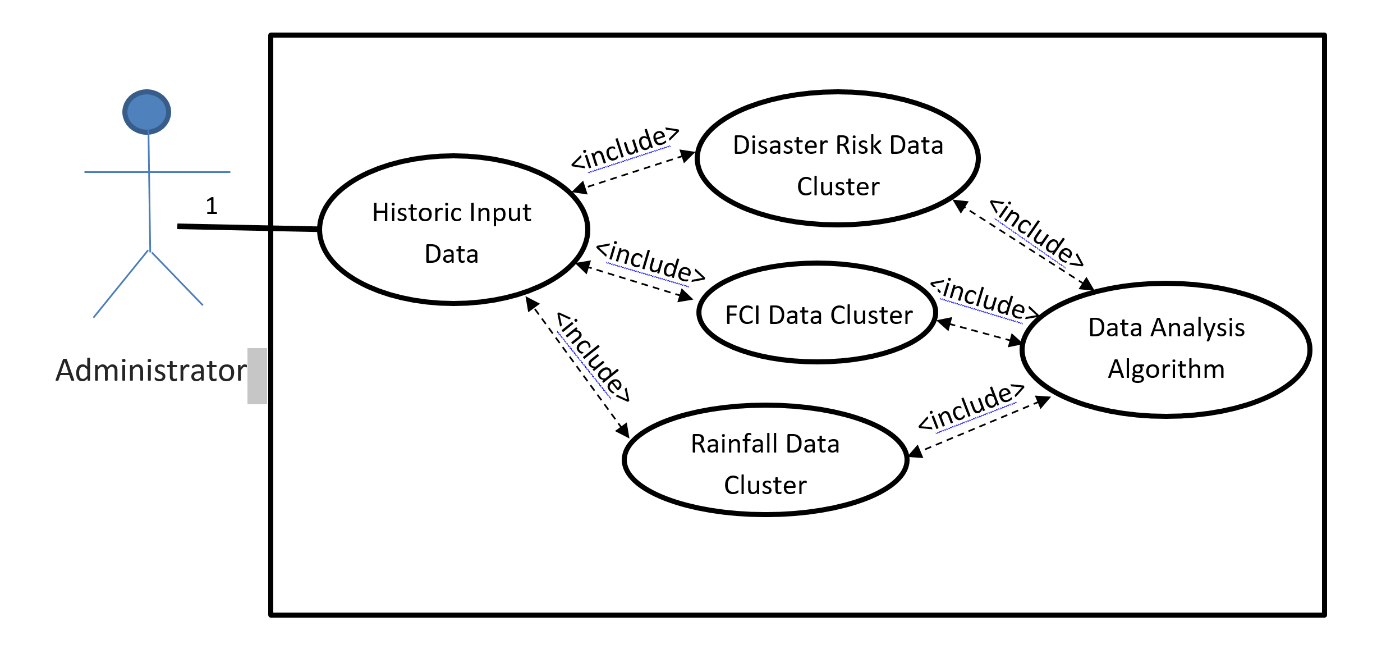 Administrator
1
Historic Input
Data
<include>
<include>
<include>
Disaster Risk Data
Cluster
FCI Data Cluster
Rainfall Data
Cluster
<include>
<include>
<include>
Data Analysis
Algorithm